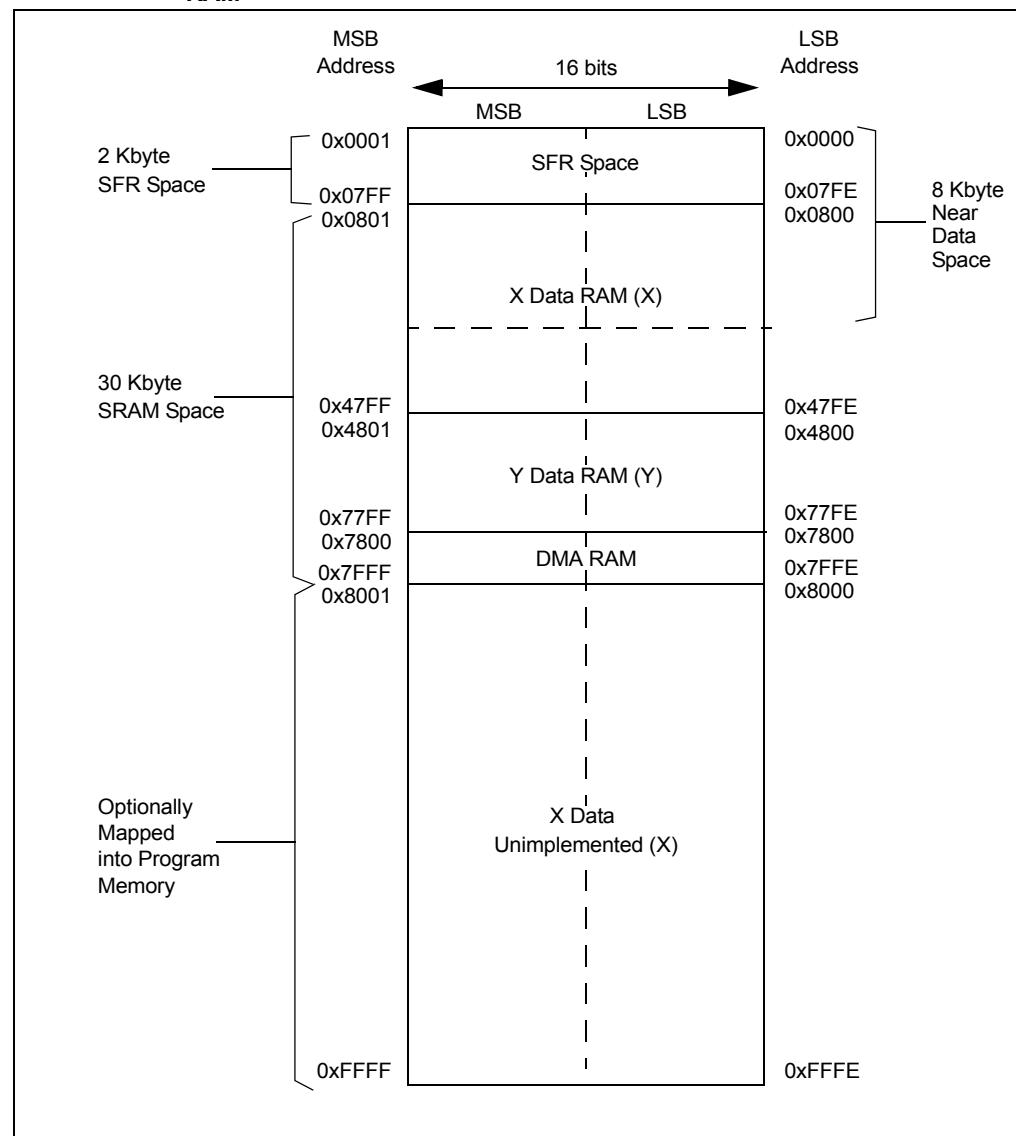 RAM
MSB
Address
LSB
Address
16 bits
MSB LSB
0x0001
0x0000
2 Kbyte
SFR Space
SFR Space
0x07FF
0x0801
0x07FE
0x0800
8 Kbyte
Near
Data
Space
X Data RAM (X)
30 Kbyte
SRAM Space
0x47FF
0x4801
0x47FE
0x4800
Y Data RAM (Y)
0x77FF
0x7800
0x77FE
0x7800
DMA RAM
0x7FFF
0x8001
0x7FFE
0x8000
Optionally
Mapped
into Program
Memory
X Data
Unimplemented (X)
0xFFFF
0xFFFE